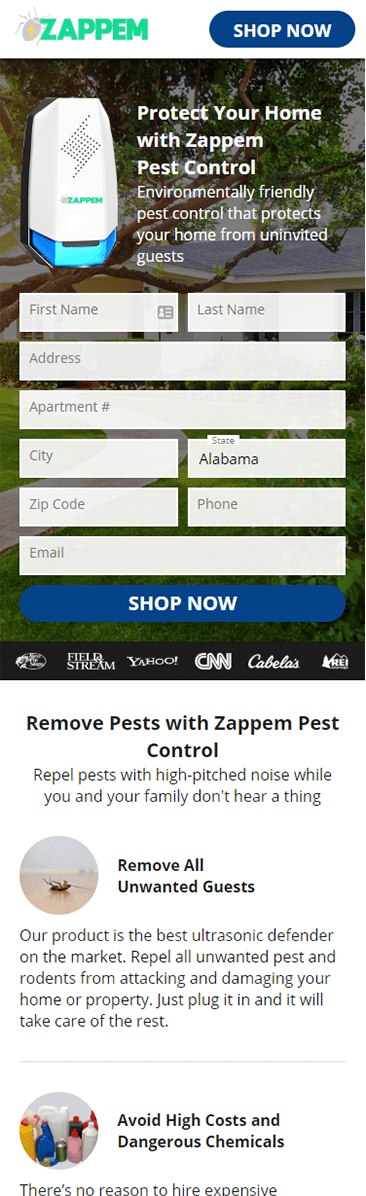 ZAPPEM
SHOP NOW
Protect Your Home
with Zappem
Pest Control
Environmentally friendly
pest control that protects
your home from uninvited
guests
ZAPPEM
First Name
Last Name
Address
Apartment #
City
State
Alabama
Zip Code
Phone
Email
SHOP NOW
Bass Pro Shops
FIELD & STREAM
YAHOO!
CNN
Cabela's
REI
Remove Pests with Zappem Pest
Control
Repel pests with high-pitched noise while
you and your family don't hear a thing
Remove All
Unwanted Guests
Our product is the best ultrasonic defender
on the market. Repel all unwanted pest and
rodents from attacking and damaging your
home or property. Just plug it in and it will
take care of the rest.
Avoid High Costs and
Dangerous Chemicals
There's no reason to hire expensive